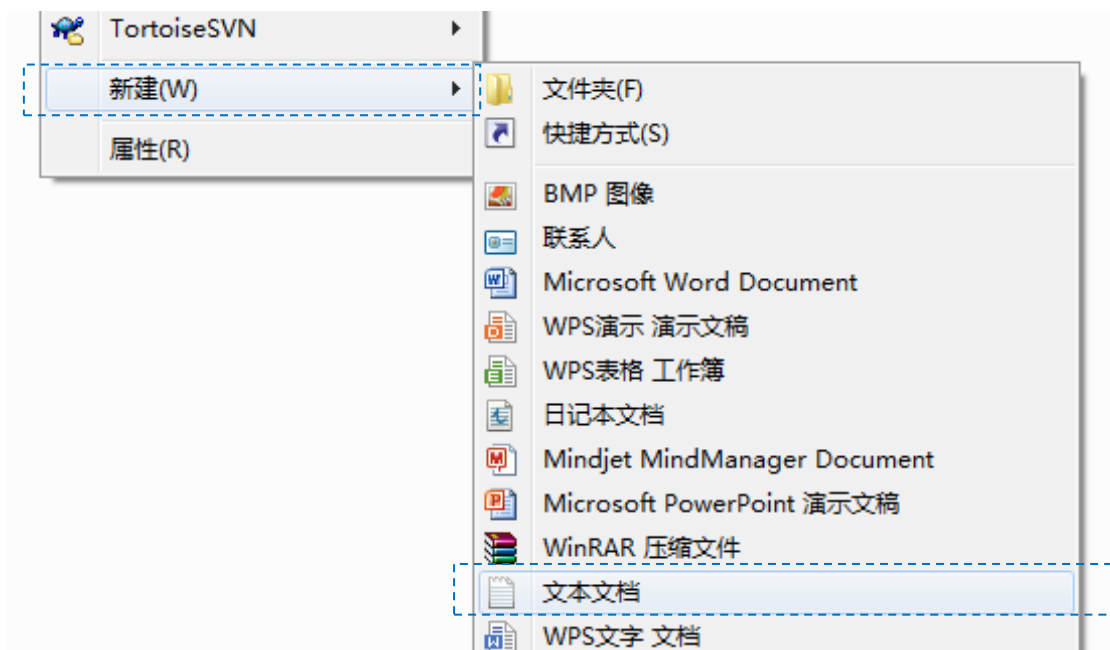 TortoiseSVN
新建(W)
属性(R)
文件夹(F)
快捷方式(S)
BMP 图像
联系人
Microsoft Word Document
WPS演示 演示文稿
WPS表格 工作簿
日记本文档
Mindjet MindManager Document
Microsoft PowerPoint 演示文稿
WinRAR 压缩文件
文本文档
WPS文字 文档